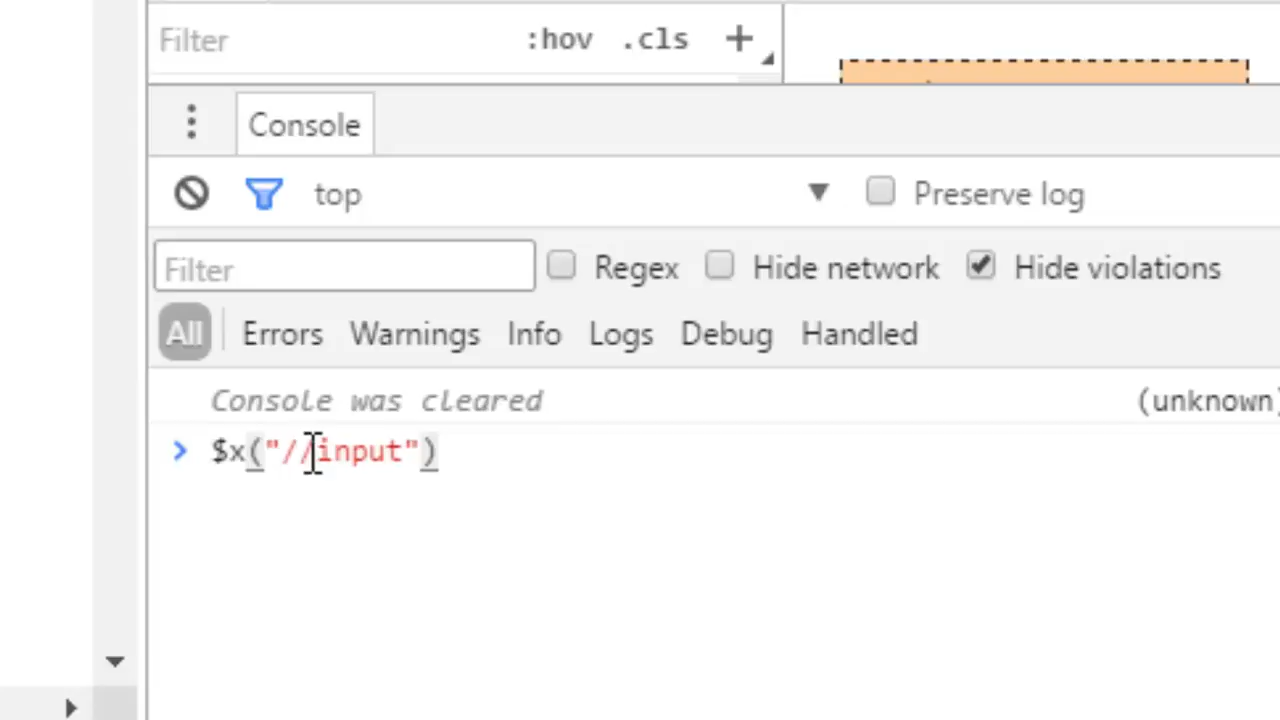 Filter :hov .cls +
Console
top Preserve log
Filter Regex Hide network Hide violations
All Errors Warnings Info Logs Debug Handled
Console was cleared (unknown)
> $x("//input")